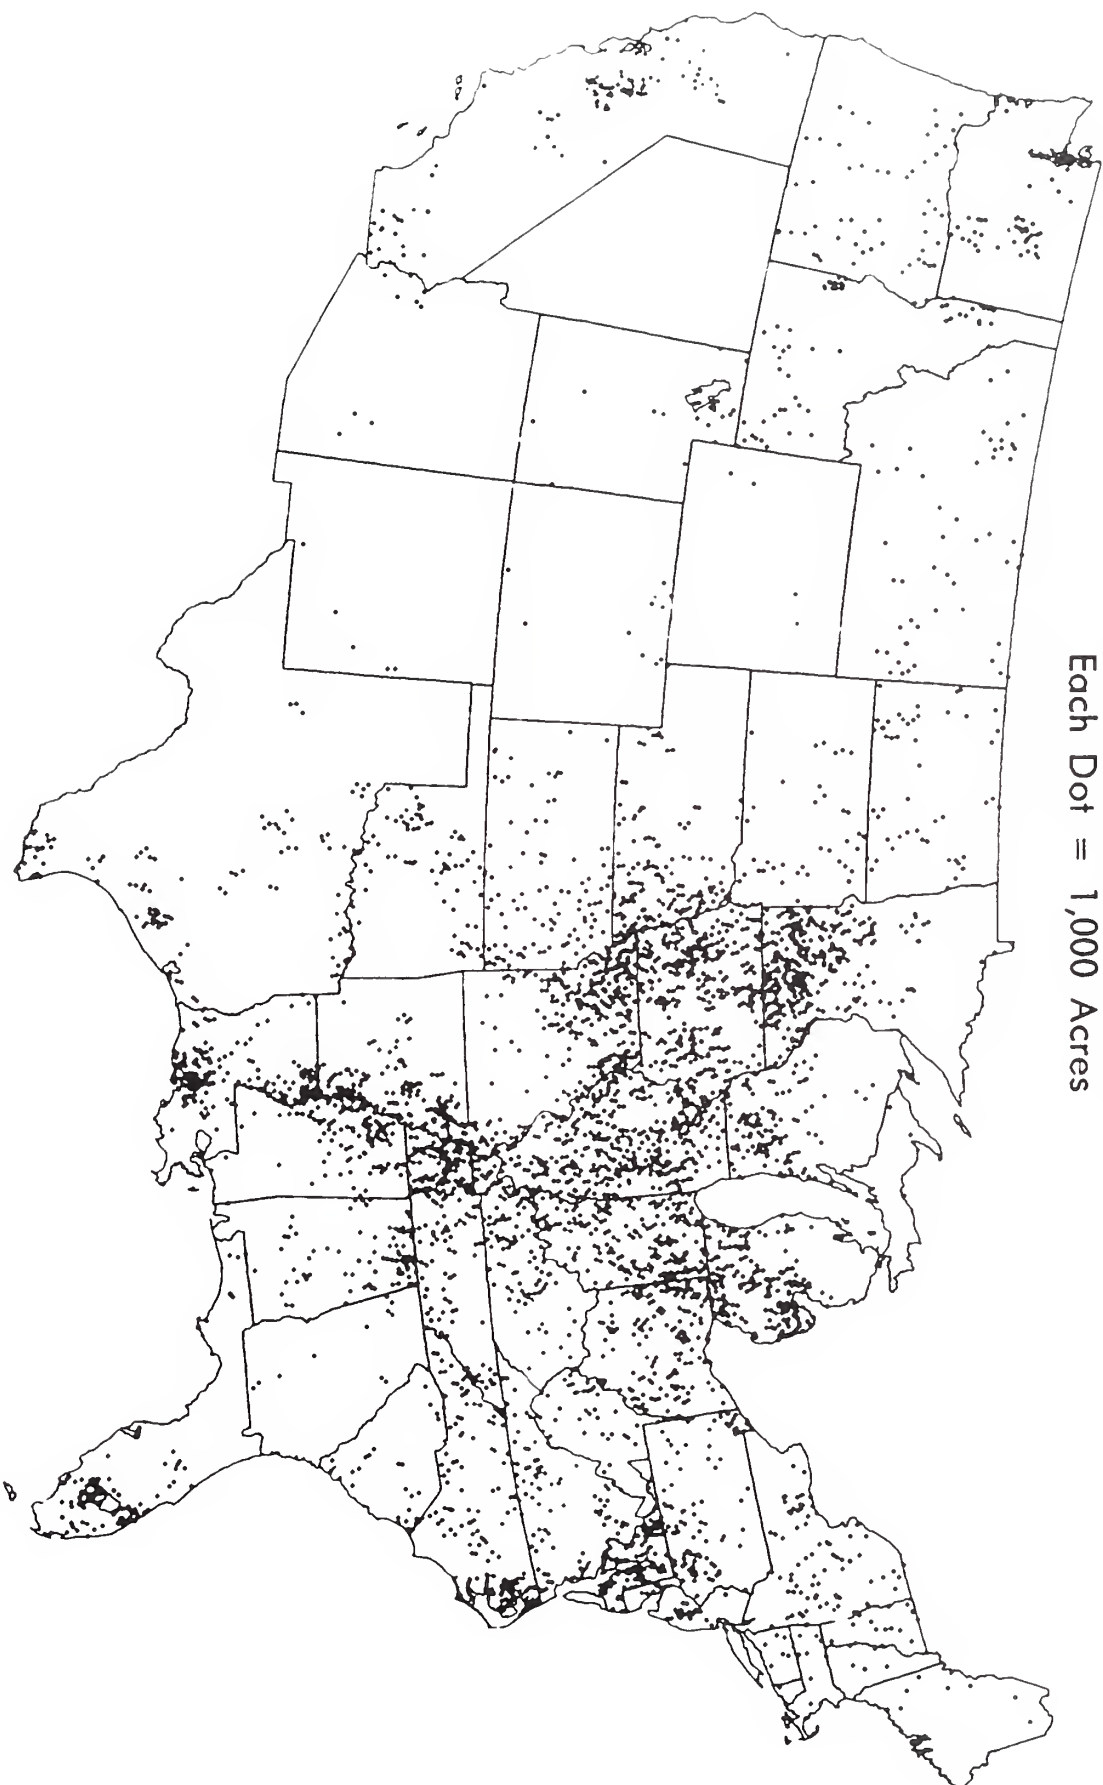 Each Dot = 1,000 Acres